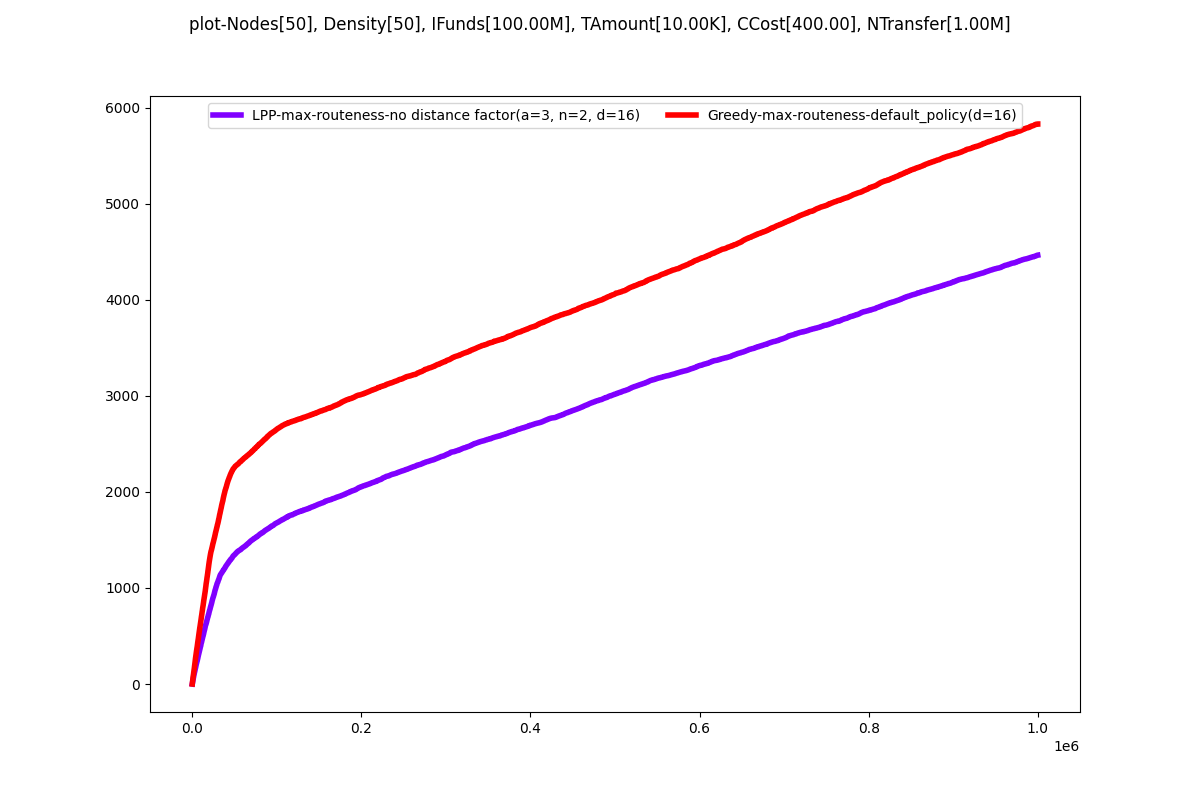 plot-Nodes[50], Density[50], IFunds[100.00M], TAmount[10.00K], CCost[400.00], NTransfer[1.00M]
LPP-max-routeness-no distance factor(a=3, n=2, d=16) Greedy-max-routeness-default_policy(d=16)
6000
5000
4000
3000
2000
1000
0
0.0 0.2 0.4 0.6 0.8 1.0
1e6